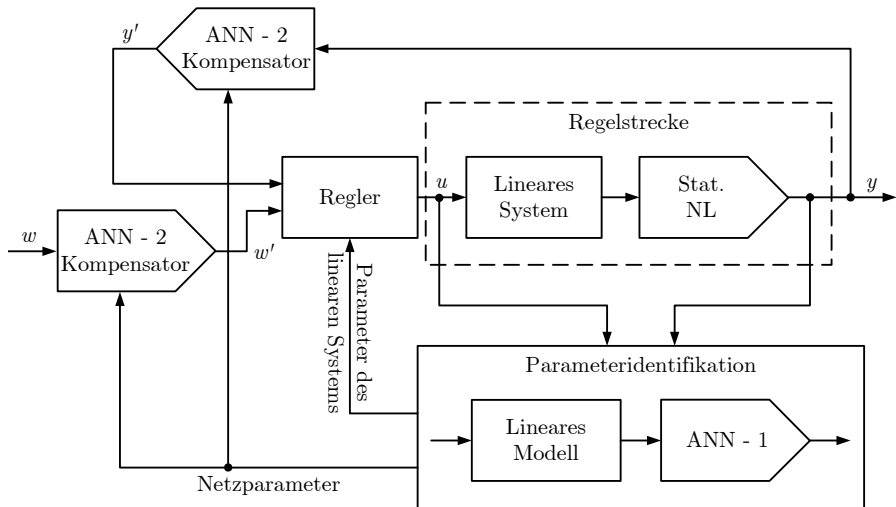 y′
ANN - 2
Kompensator
Regelstrecke
Regler
u
Lineares
System
Stat.
NL
y
w
ANN - 2
Kompensator
w′
Parameter des
linearen Systems
Parameteridentifikation
Lineares
Modell
ANN - 1
Netzparameter